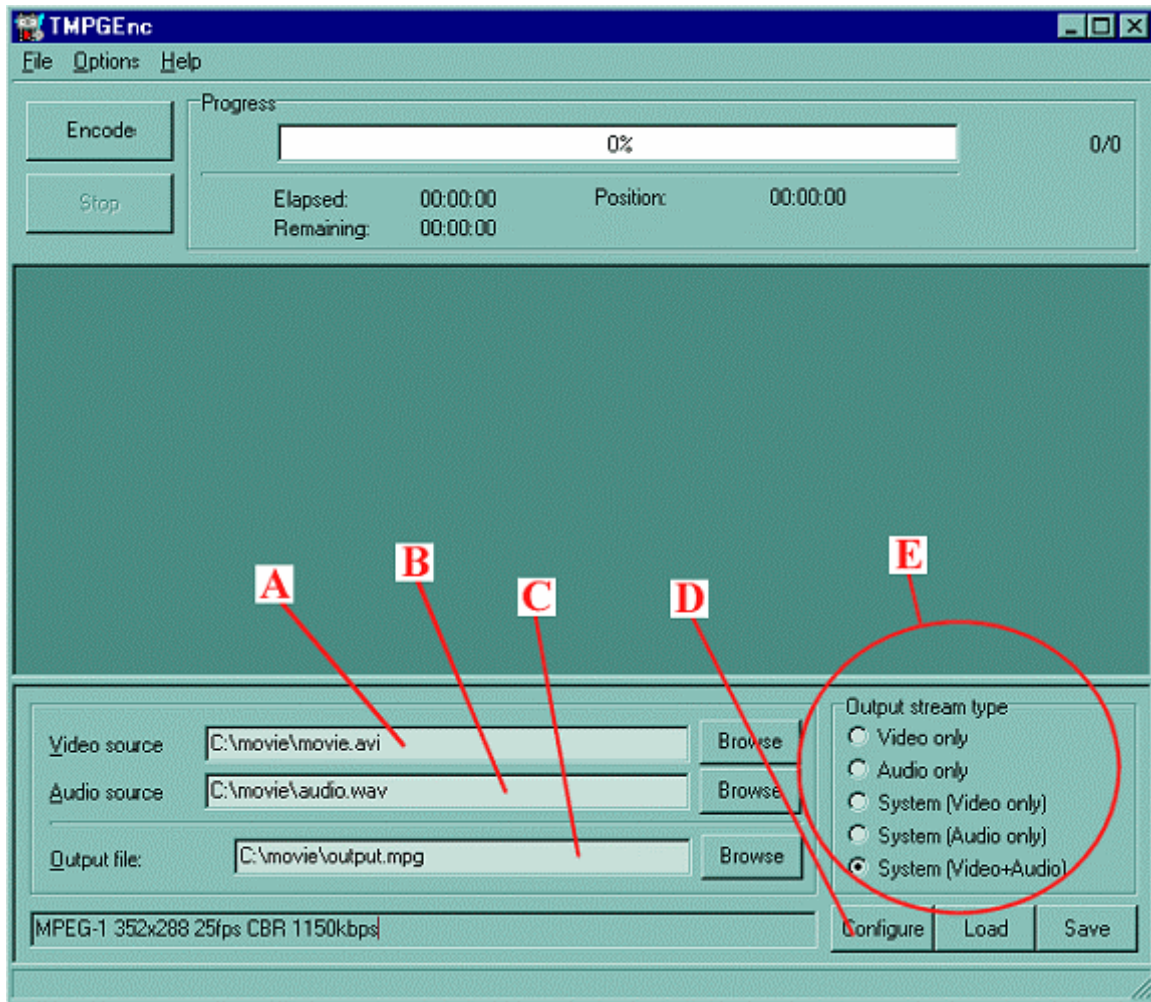 TMPGEnc
File Options Help
Progress
Encode
0%
0/0
Stop
Elapsed: 00:00:00 Position: 00:00:00
Remaining: 00:00:00
A
B
C
D
E
Output stream type
Video source C:\movie\movie.avi Browse
Video only
Audio source C:\movie\audio.wav Browse
Audio only
System (Video only)
System (Audio only)
Output file: C:\movie\output.mpg Browse
System (Video+Audio)
MPEG-1 352x288 25fps CBR 1150kbps
Configure Load Save